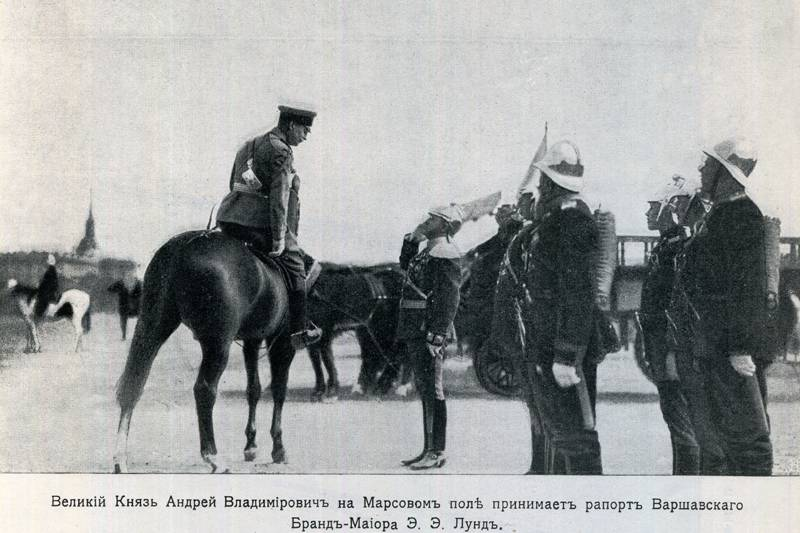 Великій Князь Андрей Владиміровичъ на Марсовомъ полѣ принимаетъ рапортъ Варшавскаго
Брандъ-Маіора Э. Э. Лундъ.